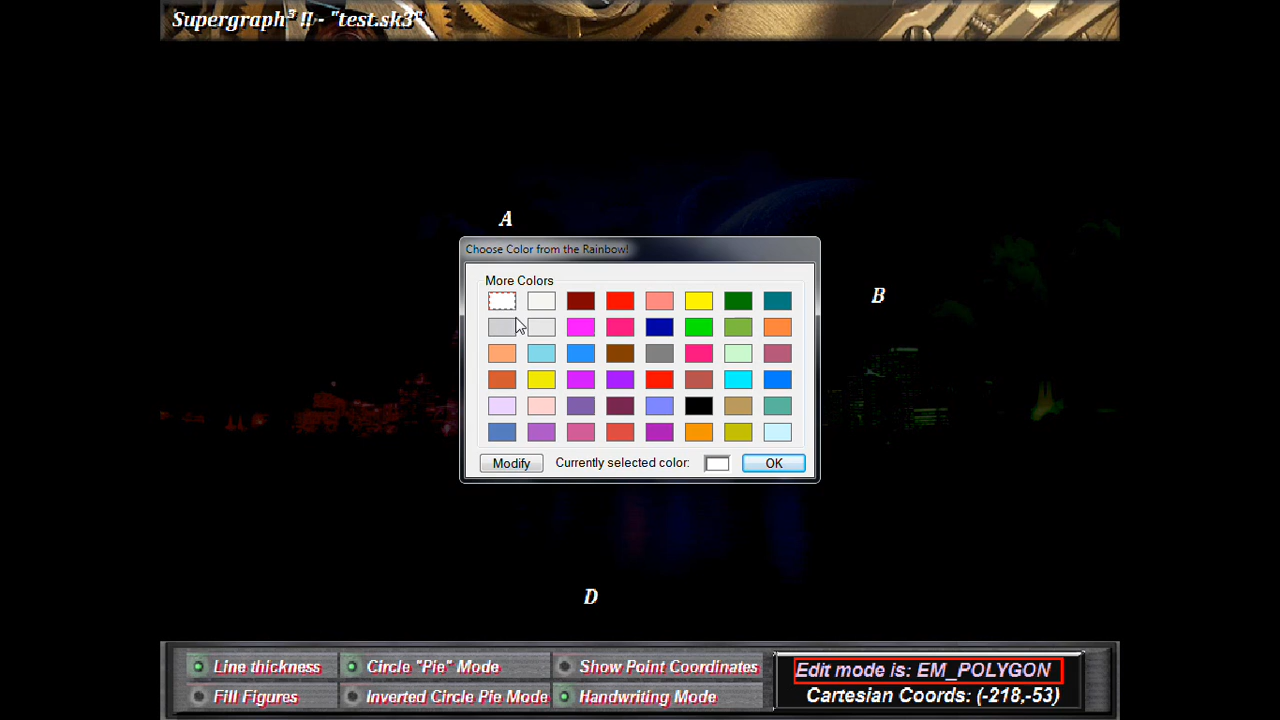 Supergraph³ !! - "test.sk3"
A
Choose Color from the Rainbow!
More Colors
B
Modify
Currently selected color:
OK
D
Line thickness
Circle "Pie" Mode
Show Point Coordinates
Edit mode is: EM_POLYGON
Fill Figures
Inverted Circle Pie Mode
Handwriting Mode
Cartesian Coords: (-218,-53)